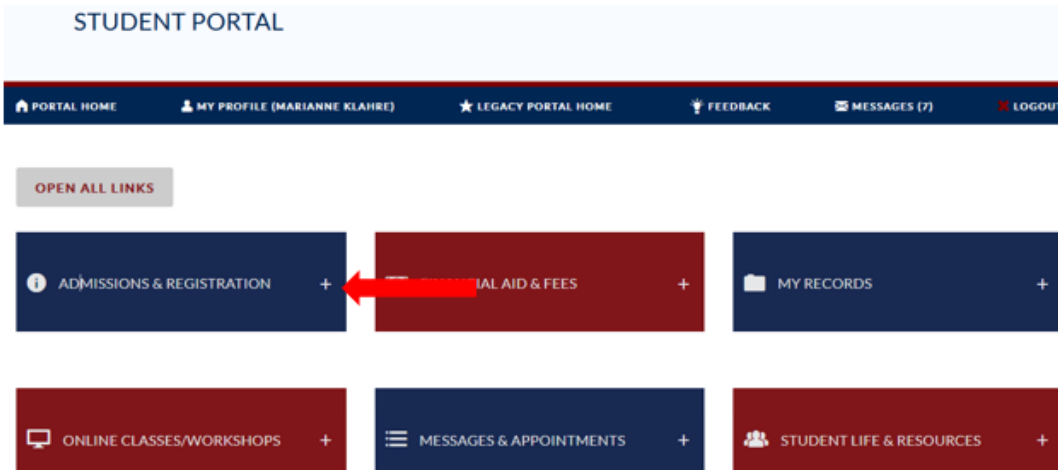 STUDENT PORTAL
PORTAL HOME MY PROFILE (MARIANNE KLAHRE) LEGACY PORTAL HOME FEEDBACK MESSAGES (7) LOGOUT
OPEN ALL LINKS
ADMISSIONS & REGISTRATION + IAL AID & FEES + MY RECORDS +
ONLINE CLASSES/WORKSHOPS + MESSAGES & APPOINTMENTS + STUDENT LIFE & RESOURCES +